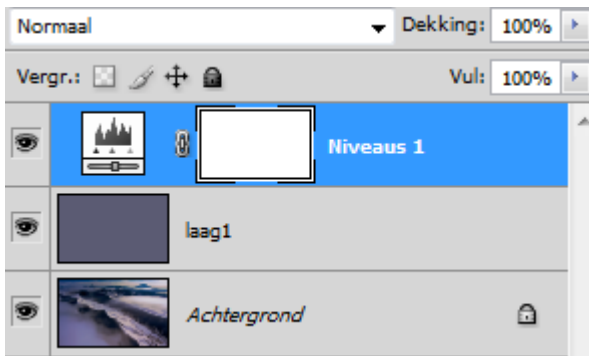 Normaal Dekking: 100%
Vergr.: Vul: 100%
Niveaus 1
laag1
Achtergrond